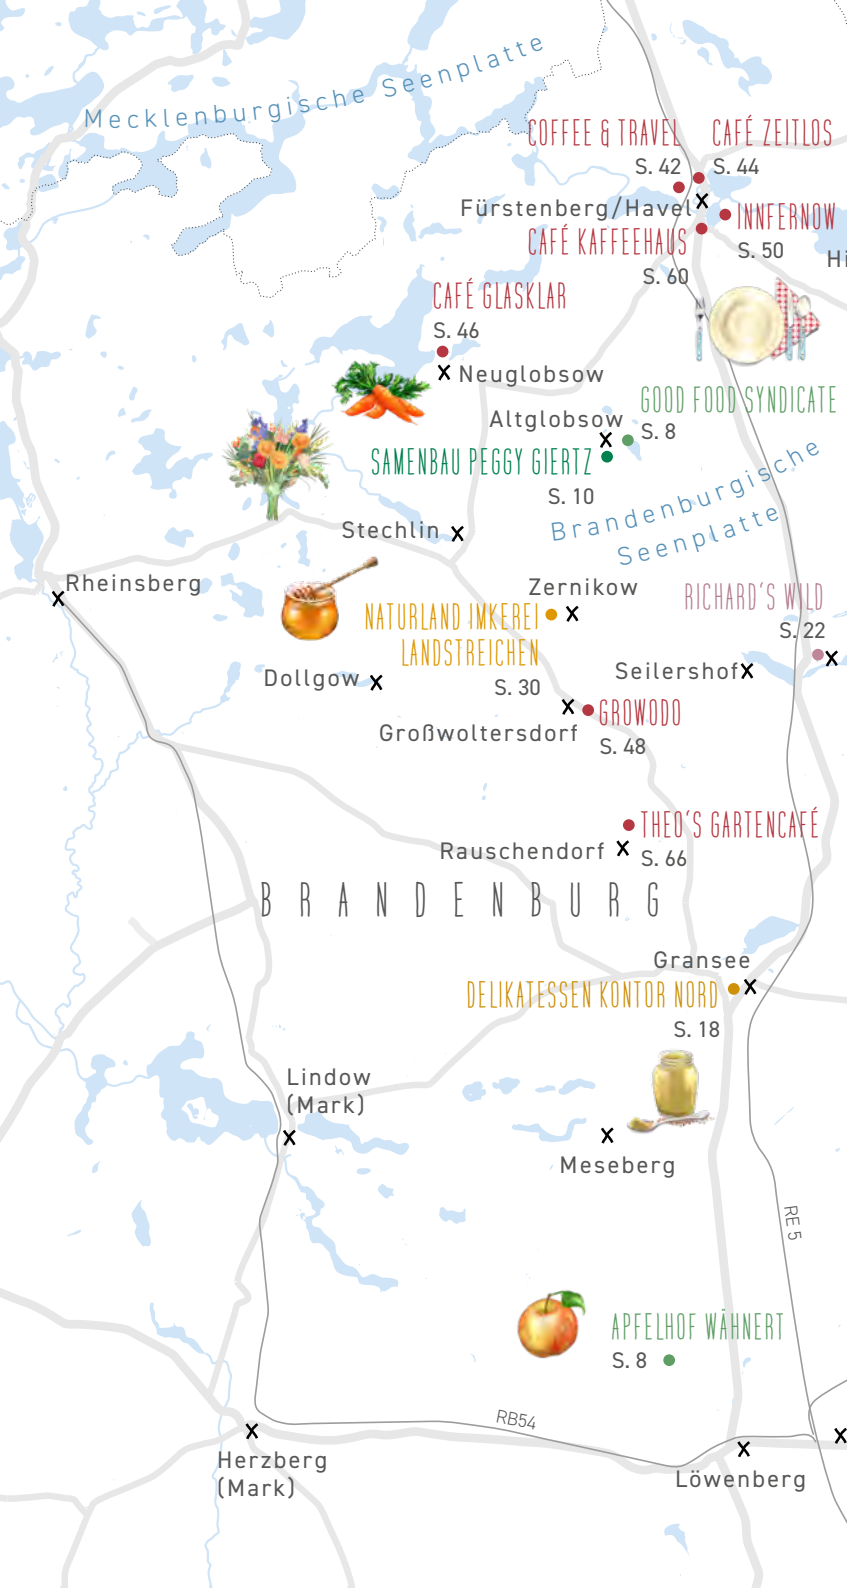 Mecklenburgische Seenplatte
COFFEE & TRAVEL
S. 42
CAFÉ ZEITLOS
S. 44
Fürstenberg/Havel
INNFERNOW
S. 50
CAFÉ KAFFEEHAUS
S. 60
Hi
CAFÉ GLASKLAR
S. 46
Neuglobsow
GOOD FOOD SYNDICATE
S. 8
Altglobsow
SAMENBAU PEGGY GIERTZ
S. 10
Brandenburgische
Seenplatte
Stechlin
Rheinsberg
Zernikow
NATURLAND IMKEREI
LANDSTREICHEN
S. 30
RICHARD'S WILD
S. 22
Dollgow
Seilershof
Großwoltersdorf
GROWODO
S. 48
THEO'S GARTENCAFÉ
S. 66
Rauschendorf
BRANDENBURG
Gransee
DELIKATESSEN KONTOR NORD
S. 18
Lindow
(Mark)
Meseberg
RE 5
APFELHOF WÄHNERT
S. 8
RB54
Herzberg
(Mark)
Löwenberg